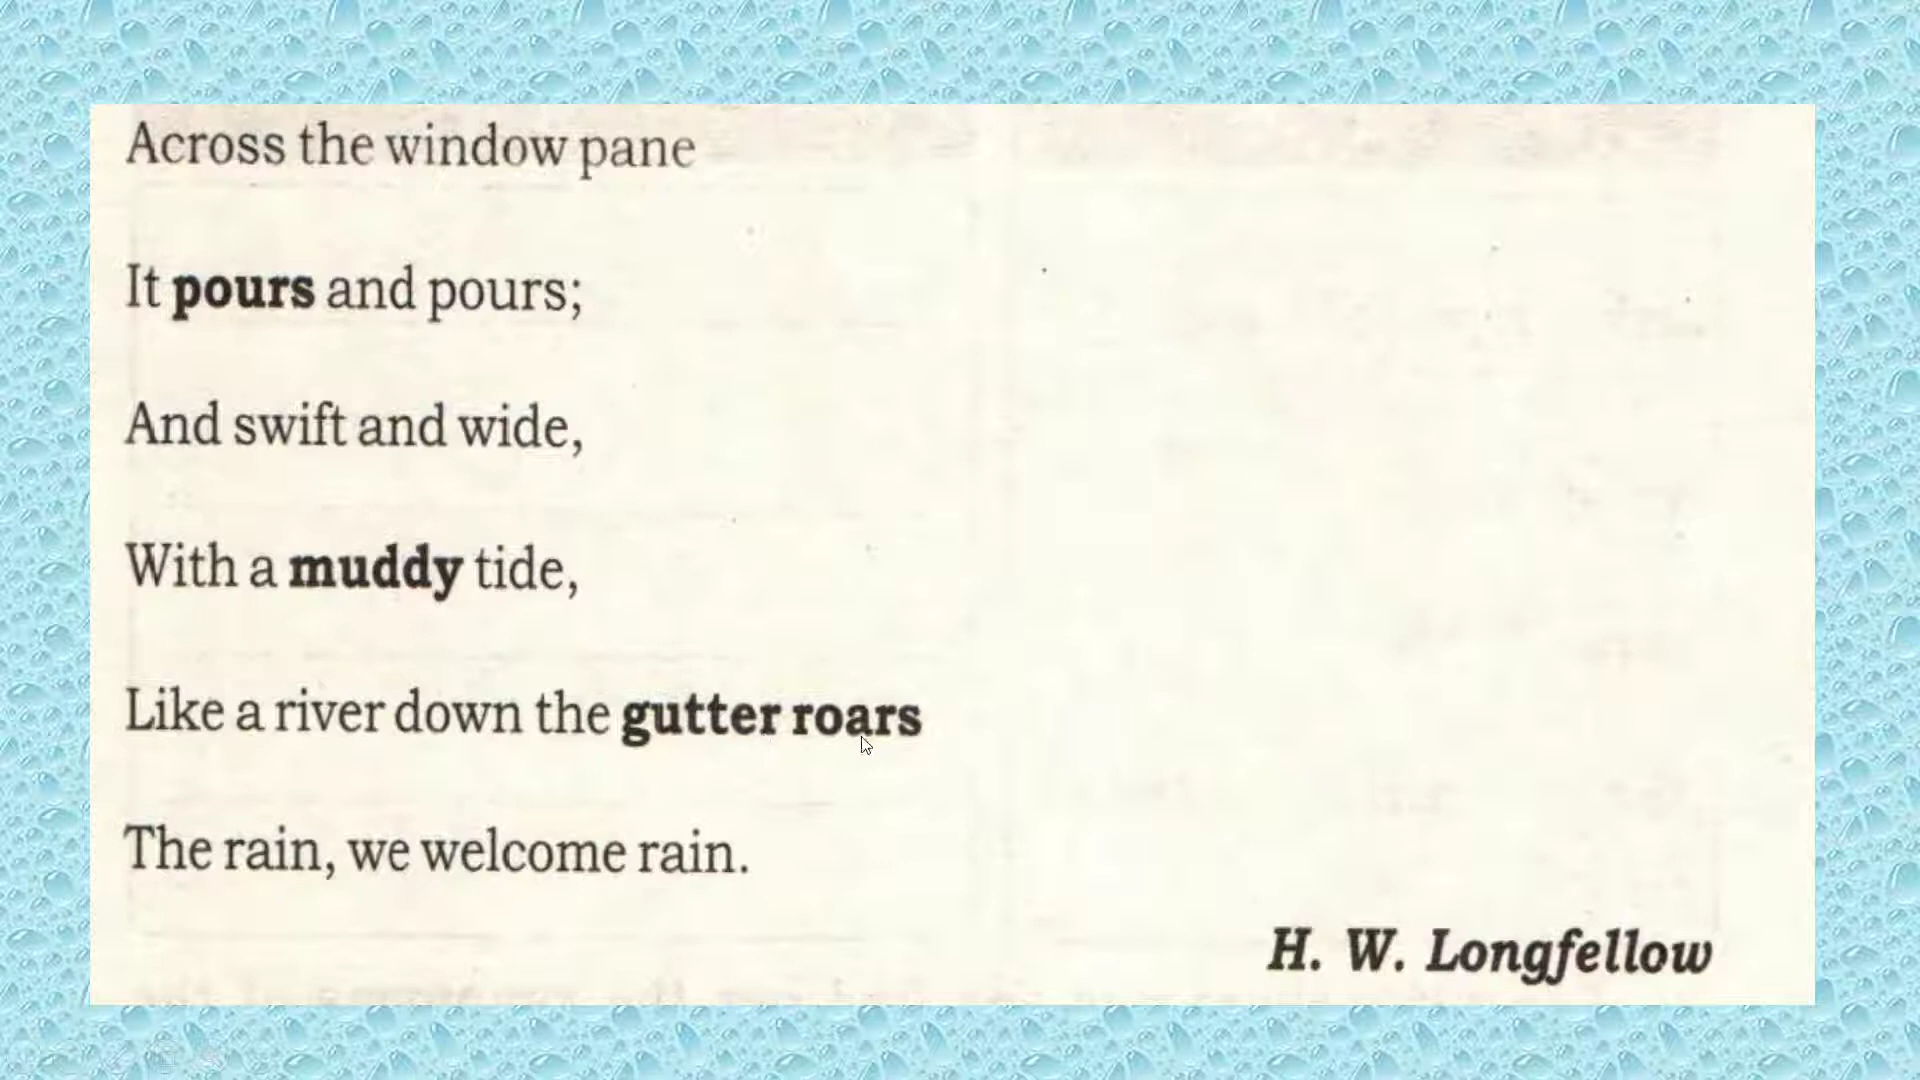 Across the window pane
It pours and pours;
And swift and wide,
With a muddy tide,
Like a river down the gutter roars
The rain, we welcome rain.
H. W. Longfellow